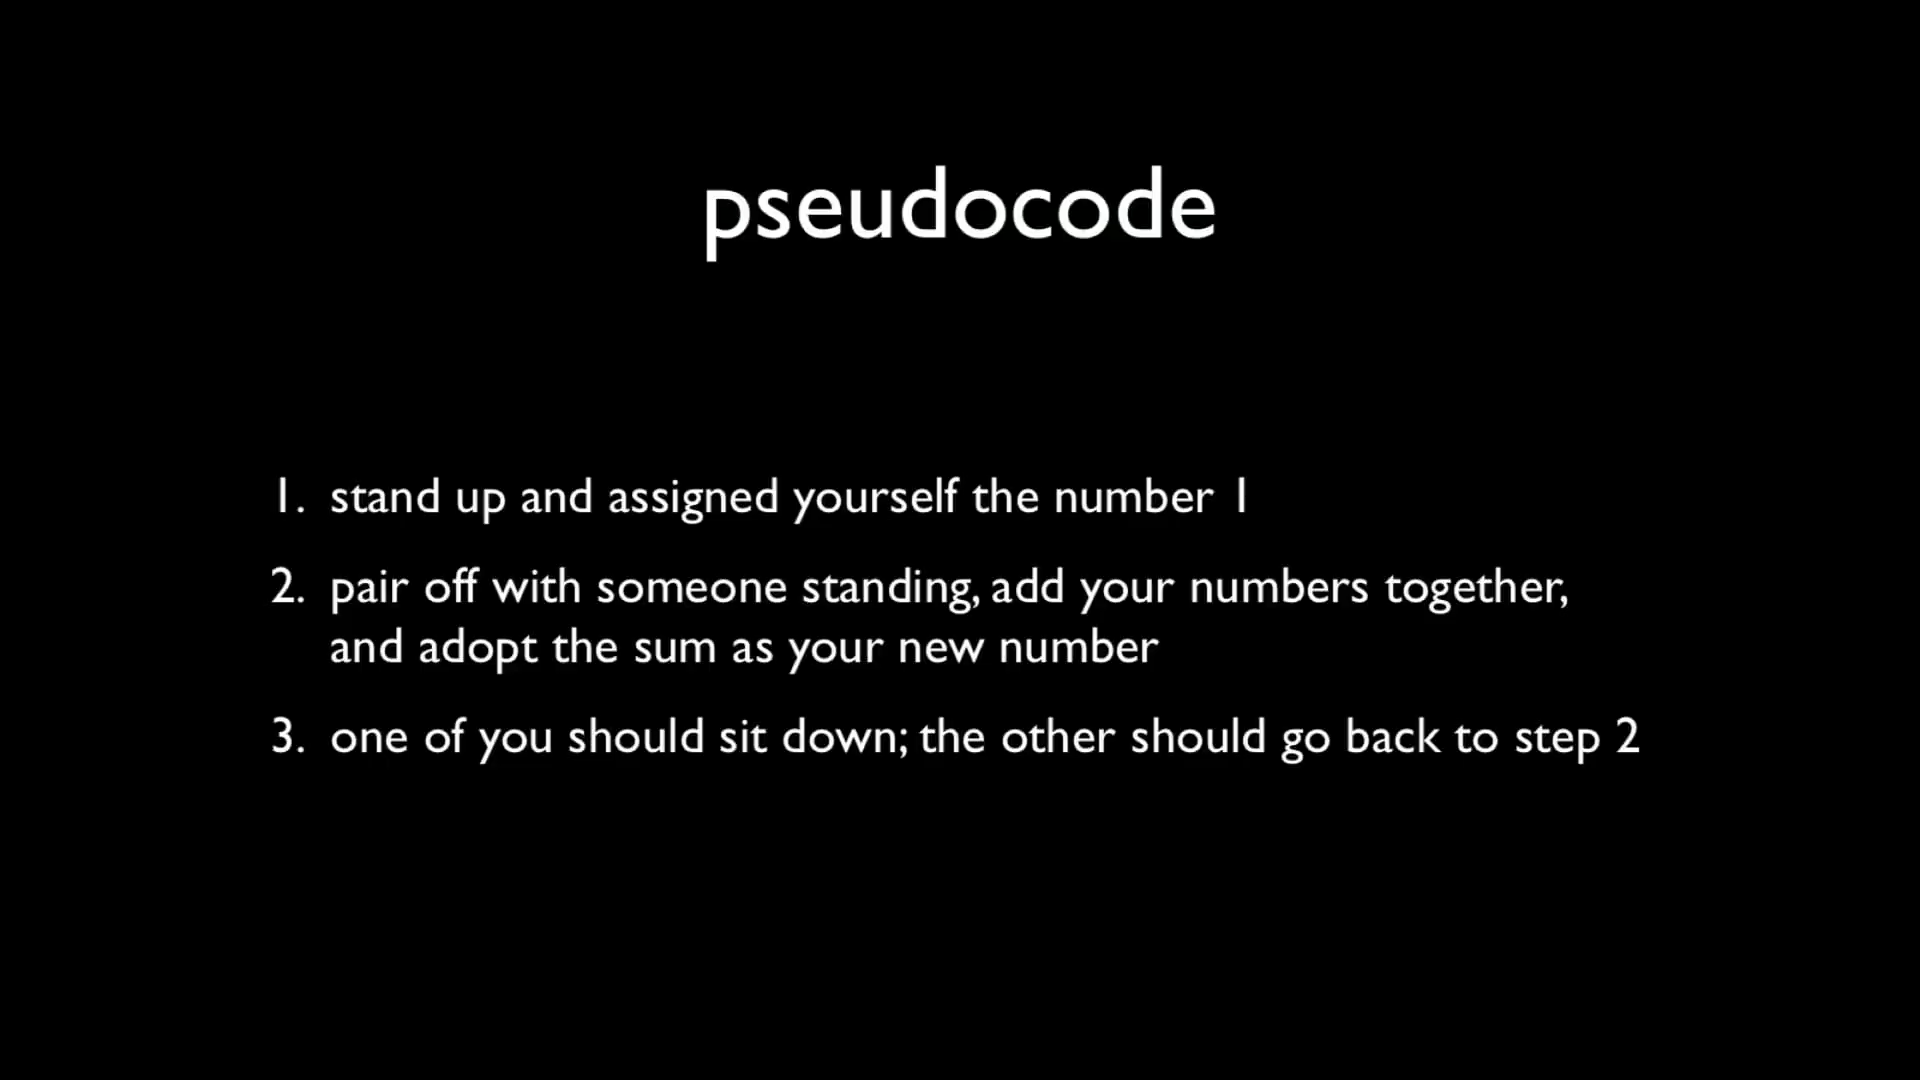 pseudocode
1. stand up and assigned yourself the number 1
2. pair off with someone standing, add your numbers together,
and adopt the sum as your new number
3. one of you should sit down; the other should go back to step 2